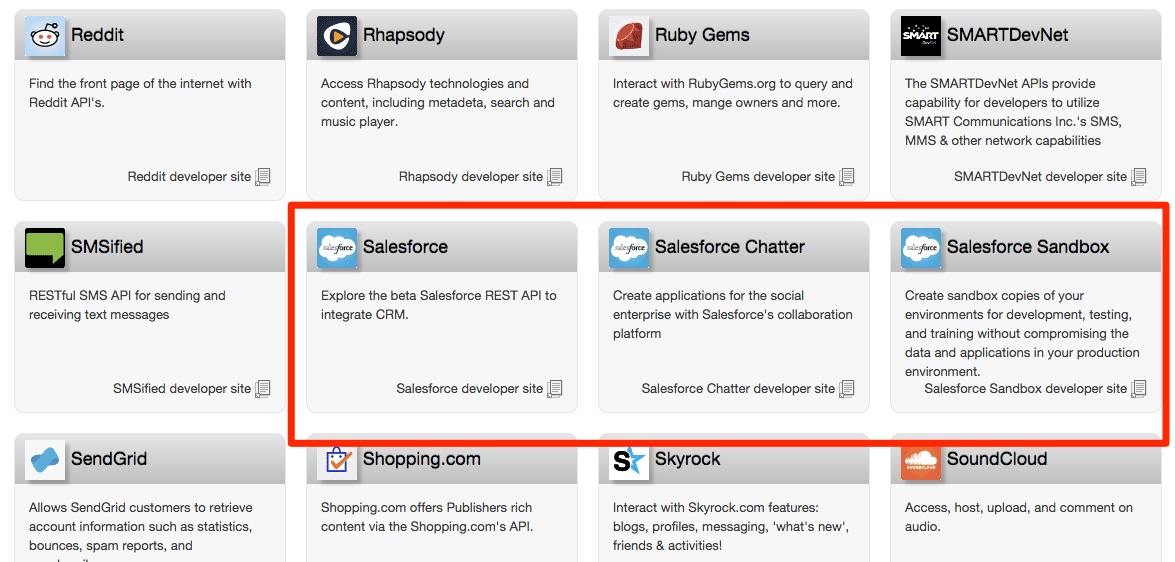 Reddit
Find the front page of the internet with
Reddit API's.
Reddit developer site
Rhapsody
Access Rhapsody technologies and
content, including metadata, search and
music player.
Rhapsody developer site
Ruby Gems
Interact with RubyGems.org to query and
create gems, mange owners and more.
Ruby Gems developer site
SMART
DevNet
SMARTDevNet
The SMARTDevNet APIs provide
capability for developers to utilize
SMART Communications Inc.'s SMS,
MMS & other network capabilities
SMARTDevNet developer site
SMSified
RESTful SMS API for sending and
receiving text messages
SMSified developer site
salesforce
Salesforce
Explore the beta Salesforce REST API to
integrate CRM.
Salesforce developer site
salesforce
Salesforce Chatter
Create applications for the social
enterprise with Salesforce's collaboration
platform
Salesforce Chatter developer site
salesforce
Salesforce Sandbox
Create sandbox copies of your
environments for development, testing,
and training without compromising the
data and applications in your production
environment.
Salesforce Sandbox developer site
SendGrid
Allows SendGrid customers to retrieve
account information such as statistics,
bounces, spam reports, and
Shopping.com
Shopping.com offers Publishers rich
content via the Shopping.com's API.
S
Skyrock
Interact with Skyrock.com features:
blogs, profiles, messaging, 'what's new',
friends & activities!
SOUNDCLOUD
SoundCloud
Access, host, upload, and comment on
audio.